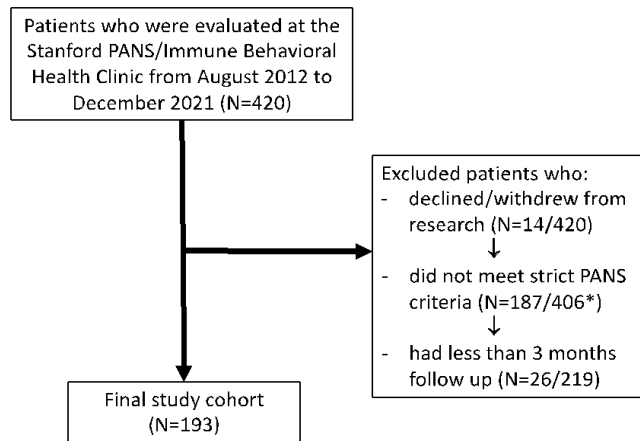 Patients who were evaluated at the
Stanford PANS/Immune Behavioral
Health Clinic from August 2012 to
December 2021 (N=420)
Excluded patients who:
- declined/withdrew from
research (N=14/420)
↓
- did not meet strict PANS
criteria (N=187/406*)
↓
- had less than 3 months
follow up (N=26/219)
Final study cohort
(N=193)